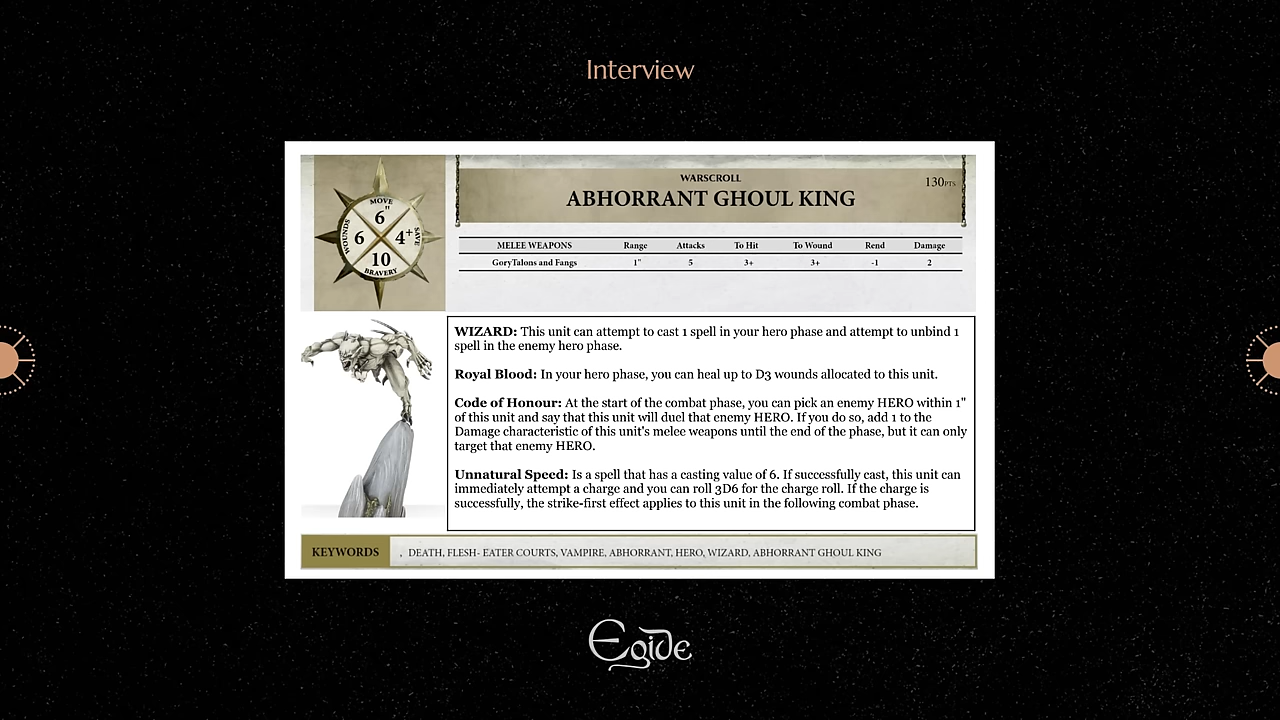 Interview
WARSCROLL
ABHORRANT GHOUL KING
130PTS
MOVE
6"
WOUNDS
6
4+
SAVE
10
BRAVERY
MELEE WEAPONS Range Attacks To Hit To Wound Rend Damage
GoryTalons and Fangs 1" 5 3+ 3+ -1 2
WIZARD: This unit can attempt to cast 1 spell in your hero phase and attempt to unbind 1
spell in the enemy hero phase.
Royal Blood: In your hero phase, you can heal up to D3 wounds allocated to this unit.
Code of Honour: At the start of the combat phase, you can pick an enemy HERO within 1"
of this unit and say that this unit will duel that enemy HERO. If you do so, add 1 to the
Damage characteristic of this unit's melee weapons until the end of the phase, but it can only
target that enemy HERO.
Unnatural Speed: Is a spell that has a casting value of 6. If successfully cast, this unit can
immediately attempt a charge and you can roll 3D6 for the charge roll. If the charge is
successfully, the strike-first effect applies to this unit in the following combat phase.
KEYWORDS , DEATH, FLESH- EATER COURTS, VAMPIRE, ABHORRANT, HERO, WIZARD, ABHORRANT GHOUL KING
Egide